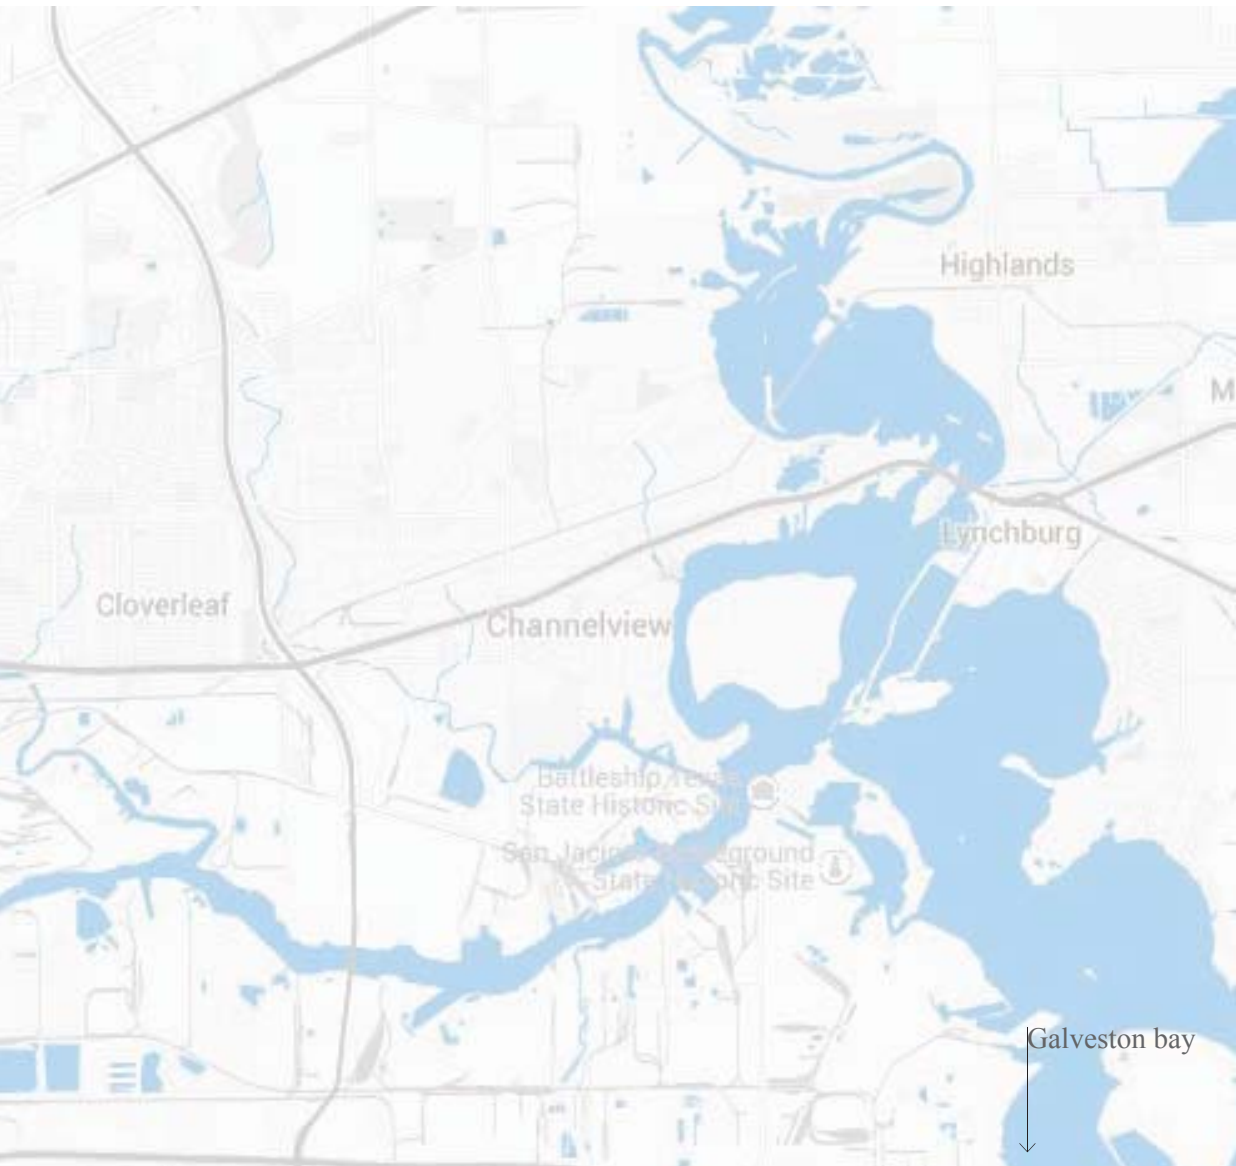 Highlands
M
Lynchburg
Cloverleaf
Channelview
Battleship Texas
State Historic Site
San Jacinto Battleground
State Historic Site
Galveston bay